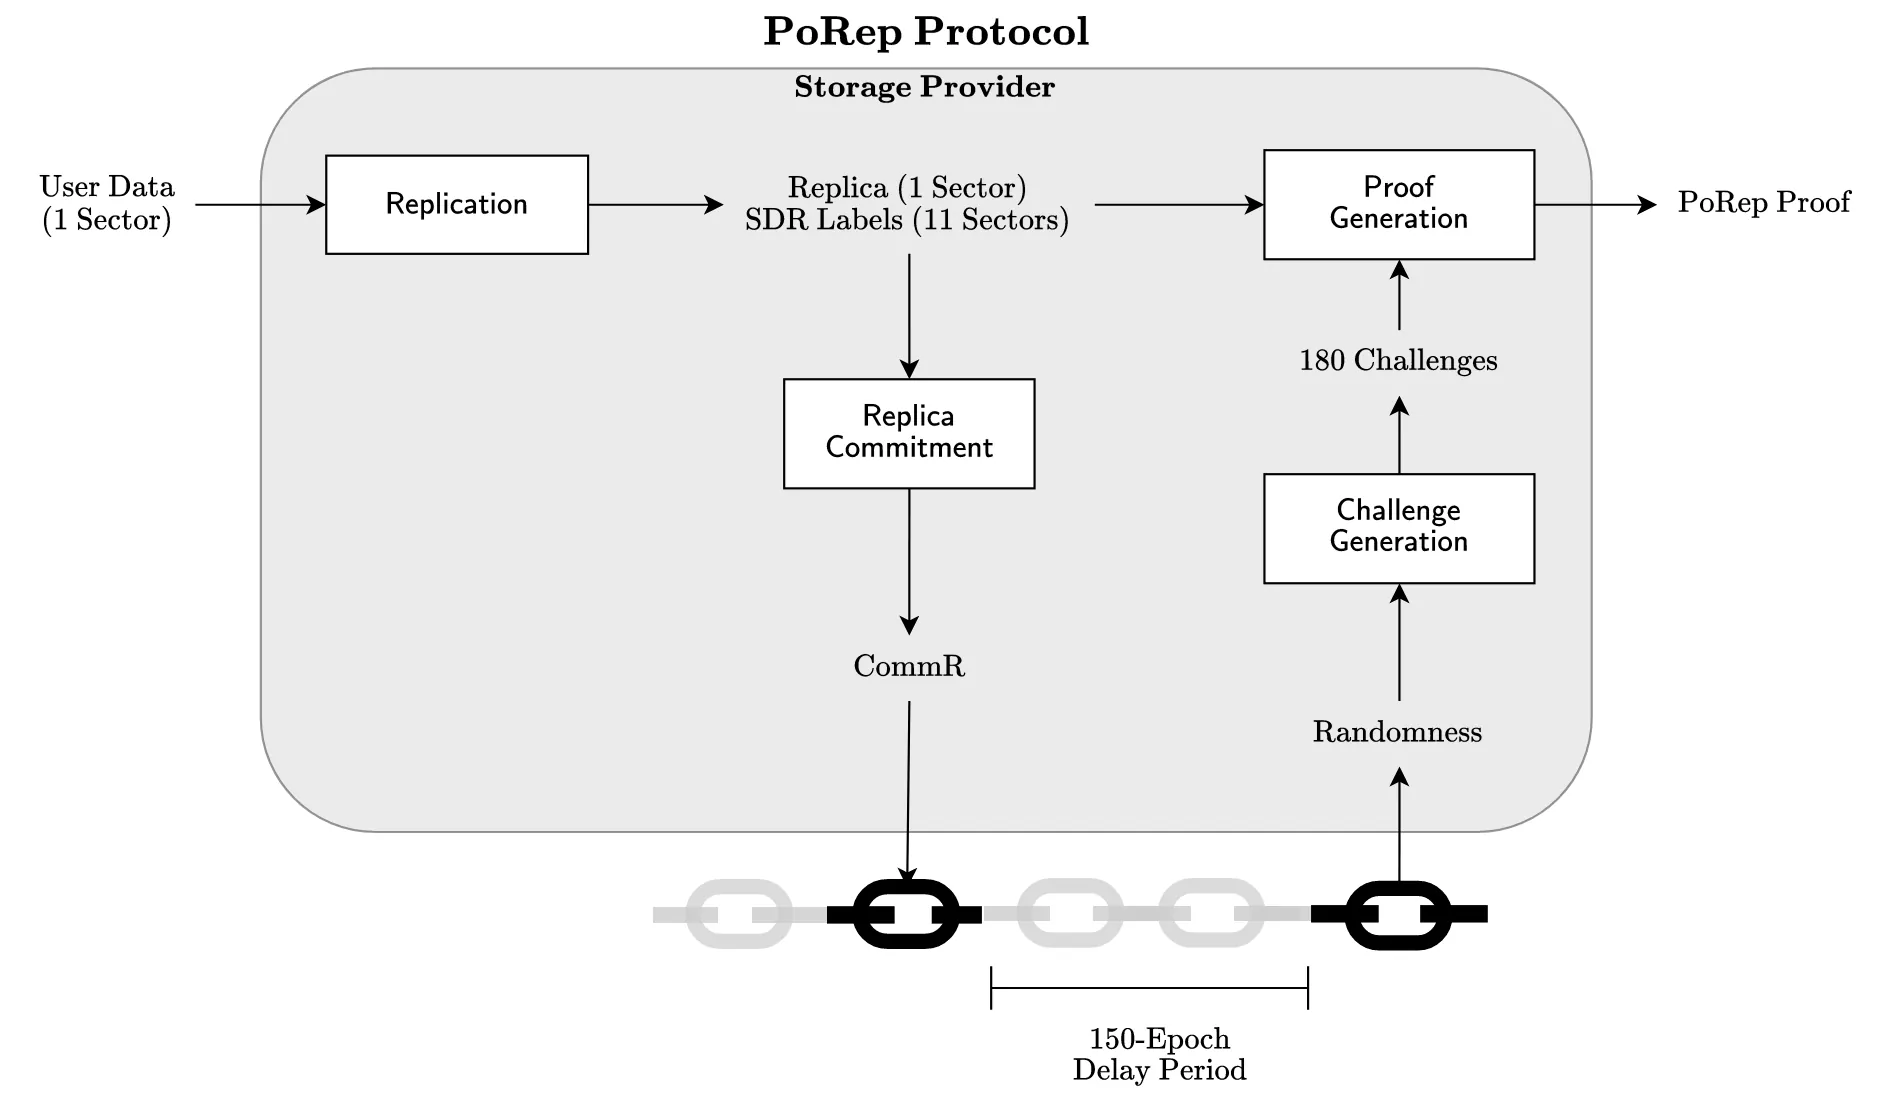 PoRep Protocol
Storage Provider
User Data
(1 Sector)
Replication
Replica (1 Sector)
SDR Labels (11 Sectors)
Proof
Generation
PoRep Proof
180 Challenges
Replica
Commitment
Challenge
Generation
CommR
Randomness
150-Epoch
Delay Period